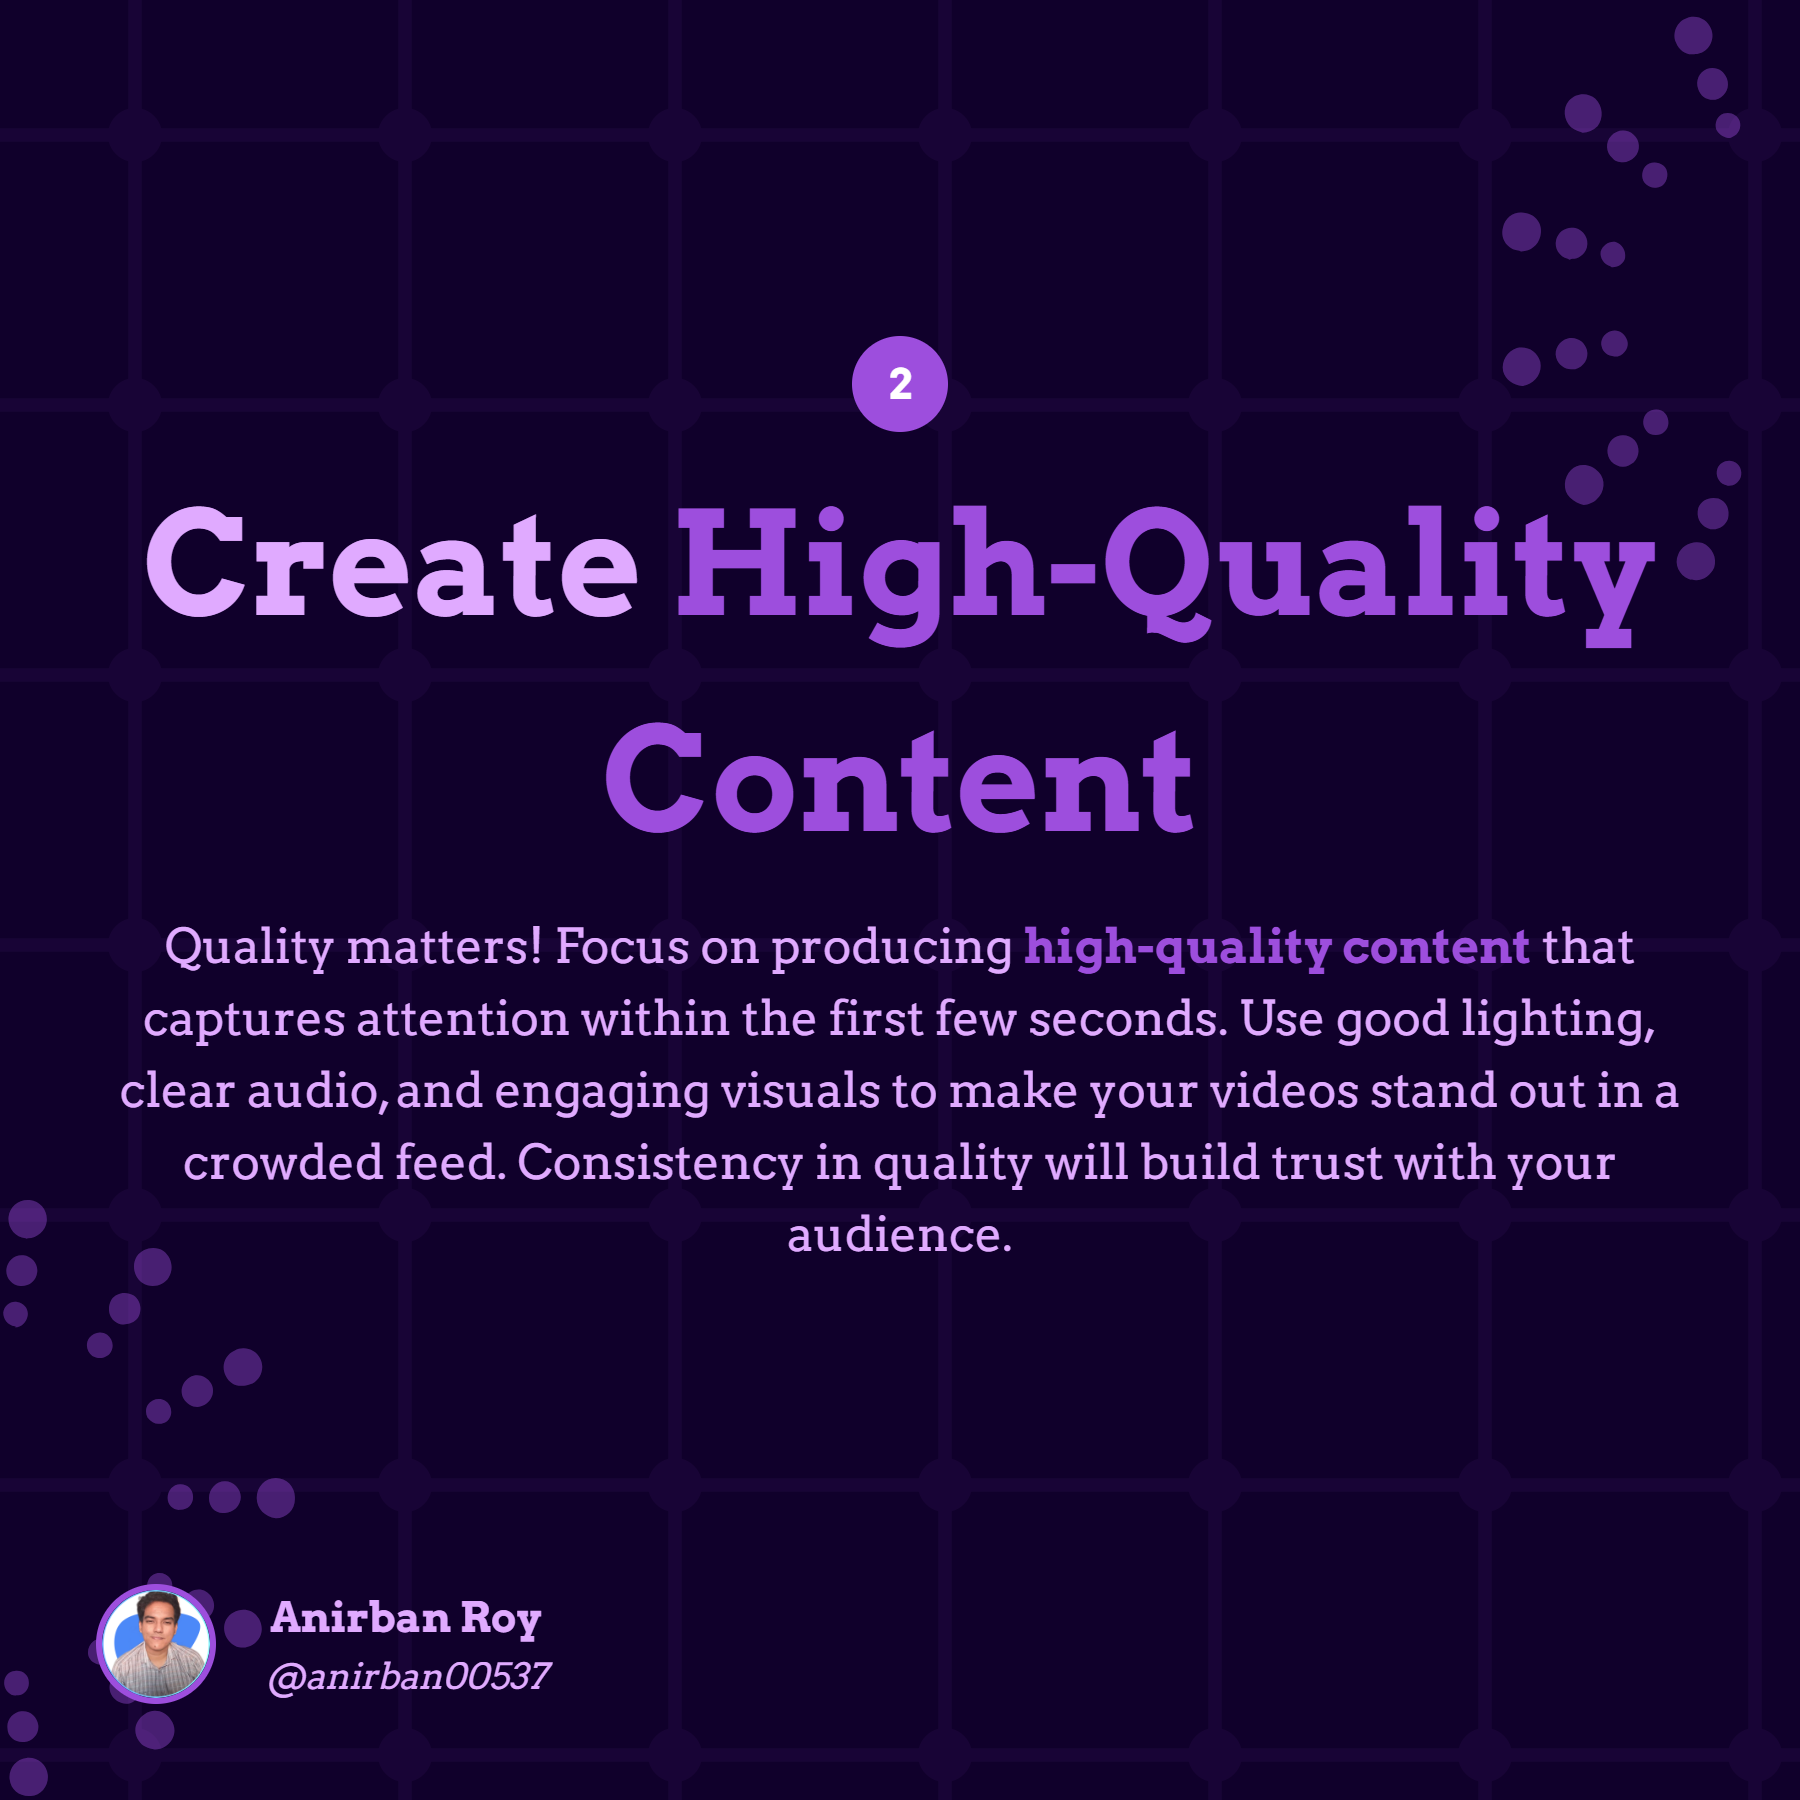 2
Create High-Quality
Content
Quality matters! Focus on producing high-quality content that
captures attention within the first few seconds. Use good lighting,
clear audio, and engaging visuals to make your videos stand out in a
crowded feed. Consistency in quality will build trust with your
audience.
Anirban Roy
@anirban00537